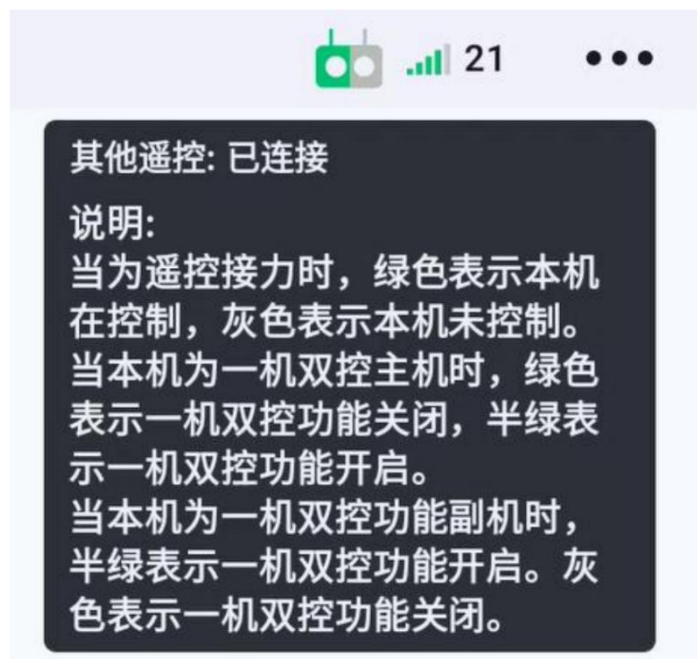 21
其他遥控: 已连接
说明:
当为遥控接力时，绿色表示本机
在控制，灰色表示本机未控制。
当本机为一机双控主机时，绿色
表示一机双控功能关闭，半绿表
示一机双控功能开启。
当本机为一机双控功能副机时，
半绿表示一机双控功能开启。灰
色表示一机双控功能关闭。